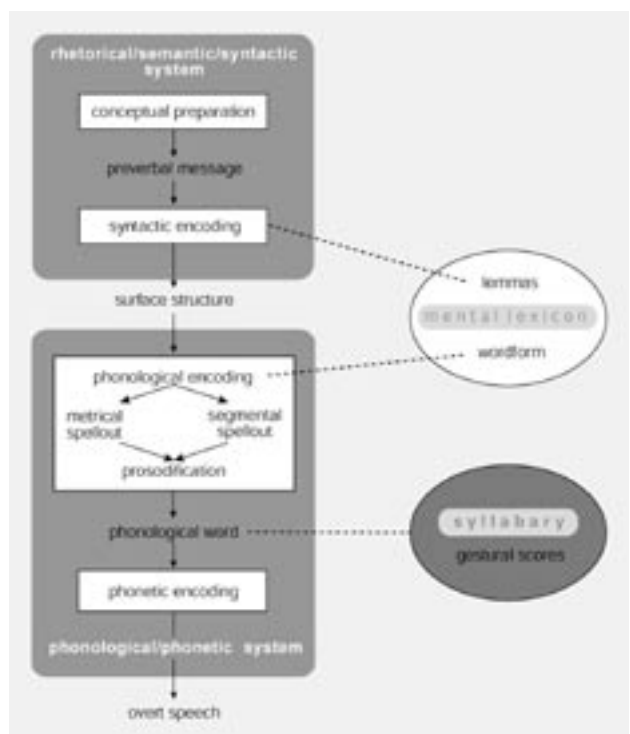 rhetorical/semantic/syntactic
system
conceptual preparation
preverbal message
syntactic encoding
lemmas
surface structure
mental lexicon
wordform
phonological encoding
metrical
spellout
segmental
spellout
prosodification
syllabary
phonological word
gestural scores
phonetic encoding
phonological/phonetic system
overt speech